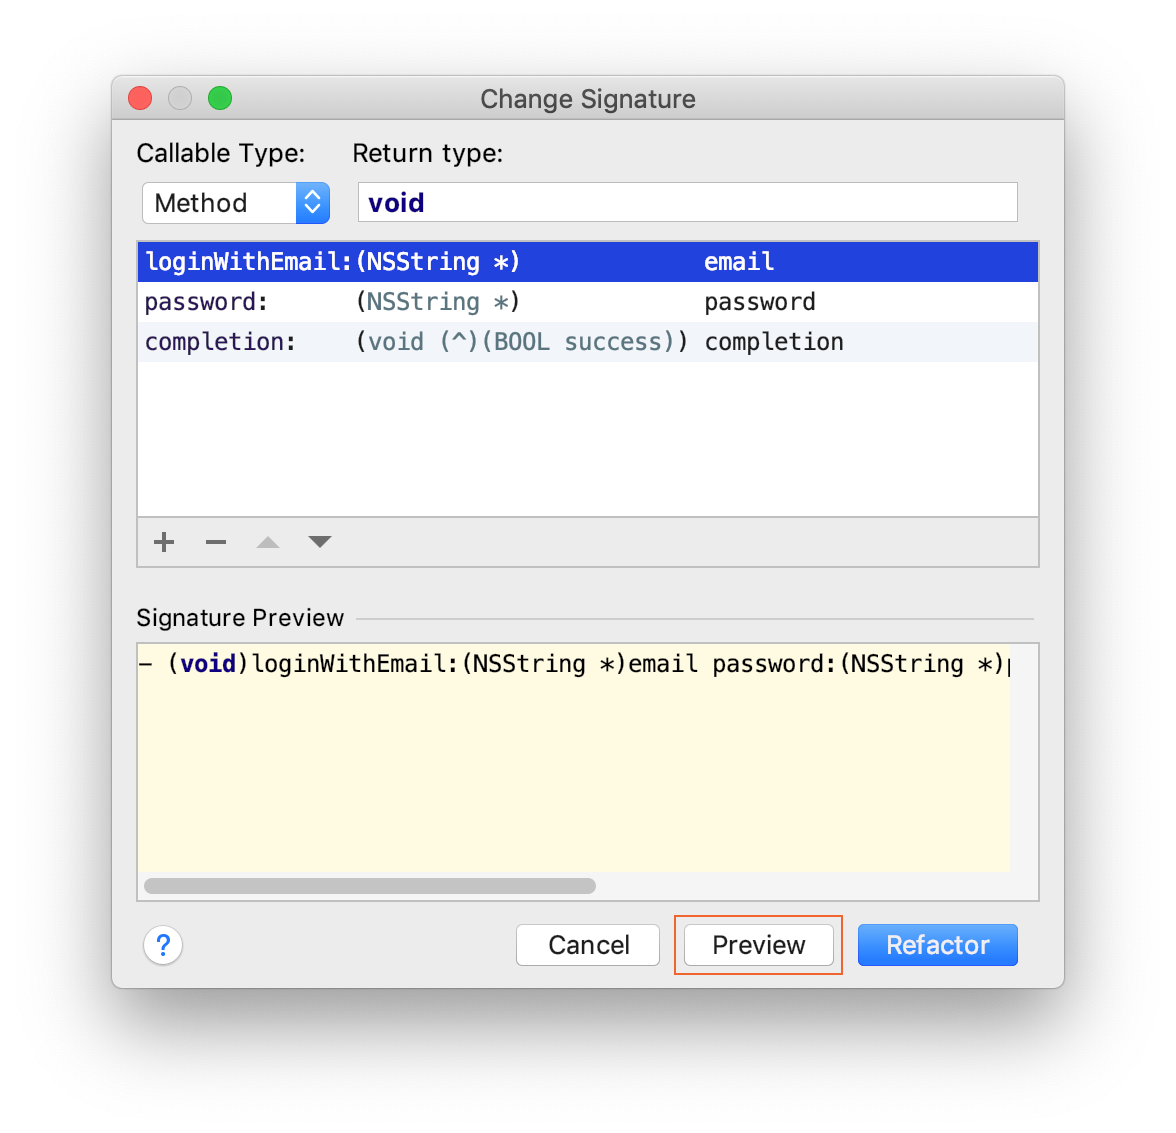 Change Signature
Callable Type: Return type:
Method void
loginWithEmail:(NSString *) email
password: (NSString *) password
completion: (void (^)(BOOL success)) completion
Signature Preview
- (void)loginWithEmail:(NSString *)email password:(NSString *)
? Cancel Preview Refactor